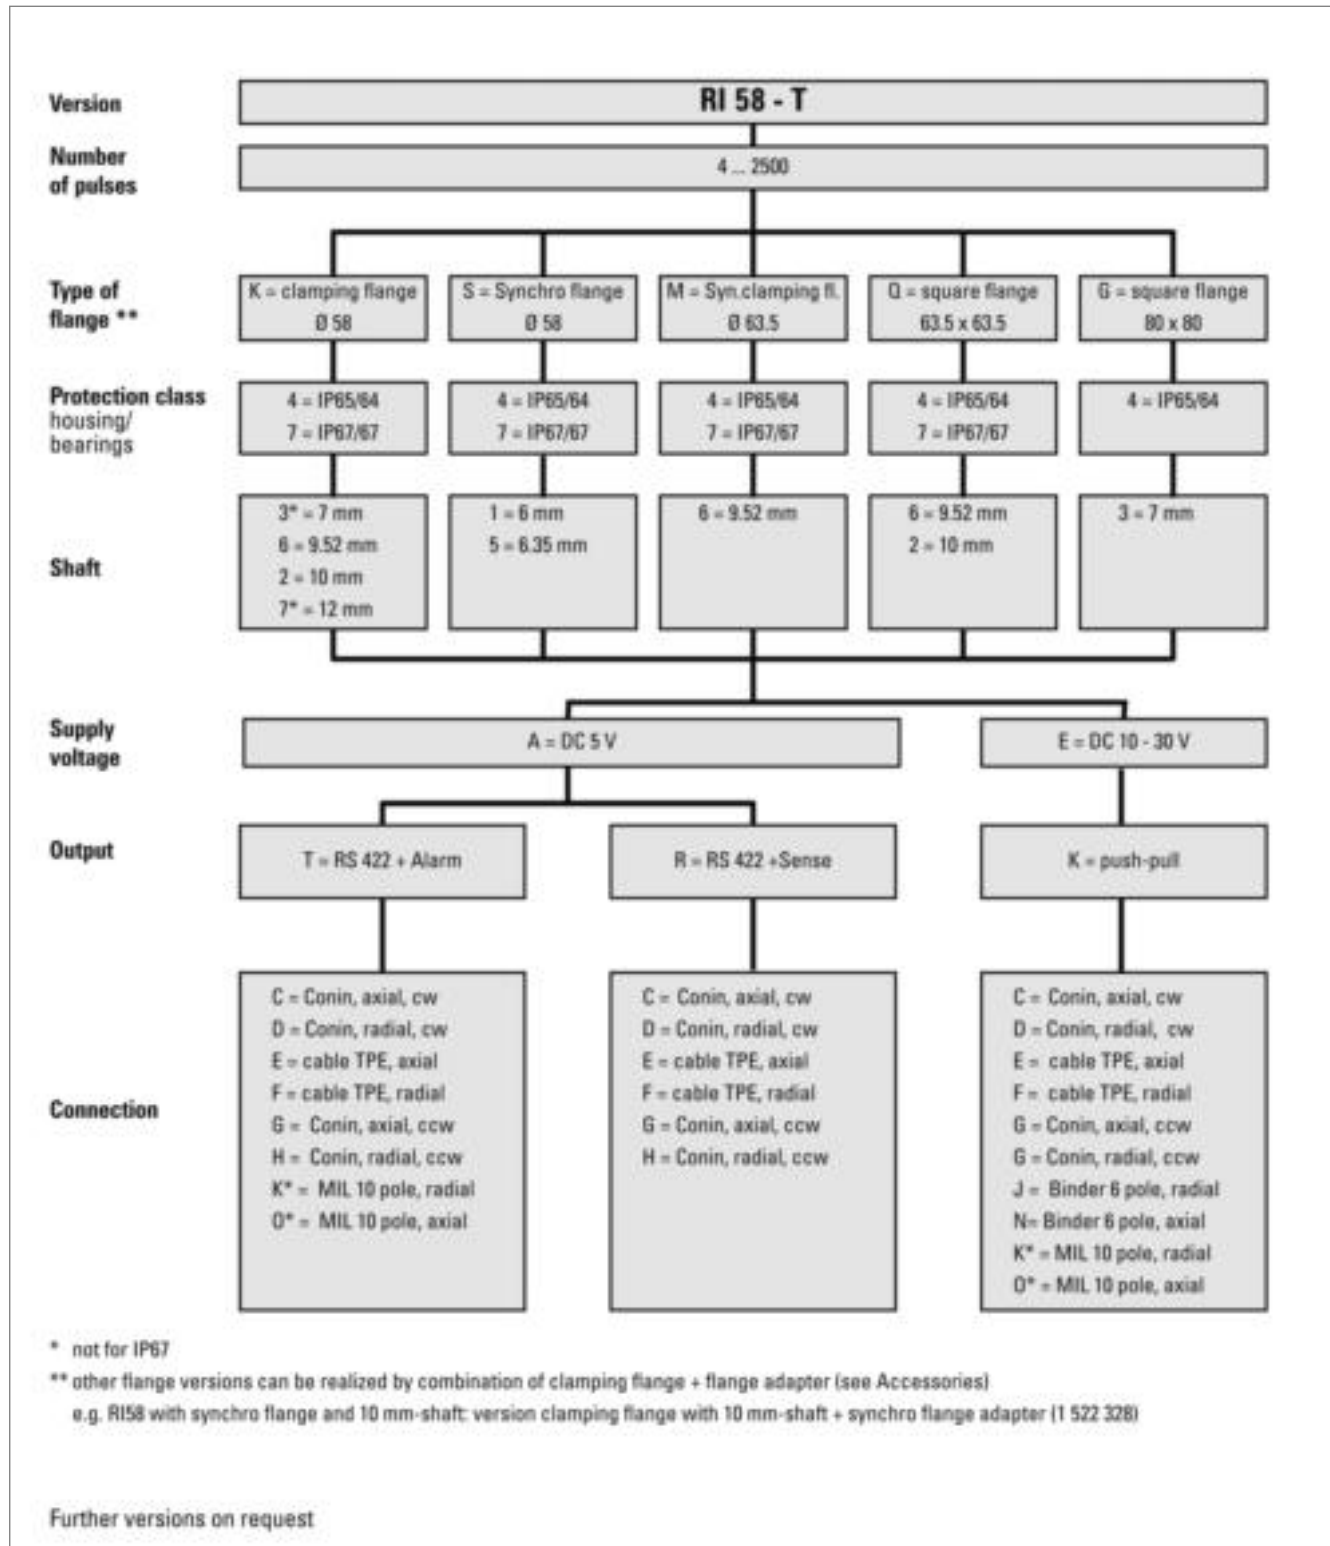 Version
RI 58 - T
Number
of pulses
4 ... 2500
Type of
flange **
K = clamping flange
Ø 58
S = Synchro flange
Ø 58
M = Syn.clamping fl.
Ø 63.5
Q = square flange
63.5 x 63.5
G = square flange
80 x 80
Protection class
housing/
bearings
4 = IP65/64
7 = IP67/67
4 = IP65/64
7 = IP67/67
4 = IP65/64
7 = IP67/67
4 = IP65/64
7 = IP67/67
4 = IP65/64
Shaft
3* = 7 mm
6 = 9.52 mm
2 = 10 mm
7* = 12 mm
1 = 6 mm
5 = 6.35 mm
6 = 9.52 mm
6 = 9.52 mm
2 = 10 mm
3 = 7 mm
Supply
voltage
A = DC 5 V
E = DC 10 - 30 V
Output
T = RS 422 + Alarm
R = RS 422 +Sense
K = push-pull
Connection
C = Conin, axial, cw
D = Conin, radial, cw
E = cable TPE, axial
F = cable TPE, radial
G = Conin, axial, ccw
H = Conin, radial, ccw
K* = MIL 10 pole, radial
O* = MIL 10 pole, axial
C = Conin, axial, cw
D = Conin, radial, cw
E = cable TPE, axial
F = cable TPE, radial
G = Conin, axial, ccw
H = Conin, radial, ccw
C = Conin, axial, cw
D = Conin, radial, cw
E = cable TPE, axial
F = cable TPE, radial
G = Conin, axial, ccw
G = Conin, radial, ccw
J = Binder 6 pole, radial
N= Binder 6 pole, axial
K* = MIL 10 pole, radial
O* = MIL 10 pole, axial
* not for IP67
** other flange versions can be realized by combination of clamping flange + flange adapter (see Accessories)
e.g. RI58 with synchro flange and 10 mm-shaft: version clamping flange with 10 mm-shaft + synchro flange adapter (1 522 328)
Further versions on request